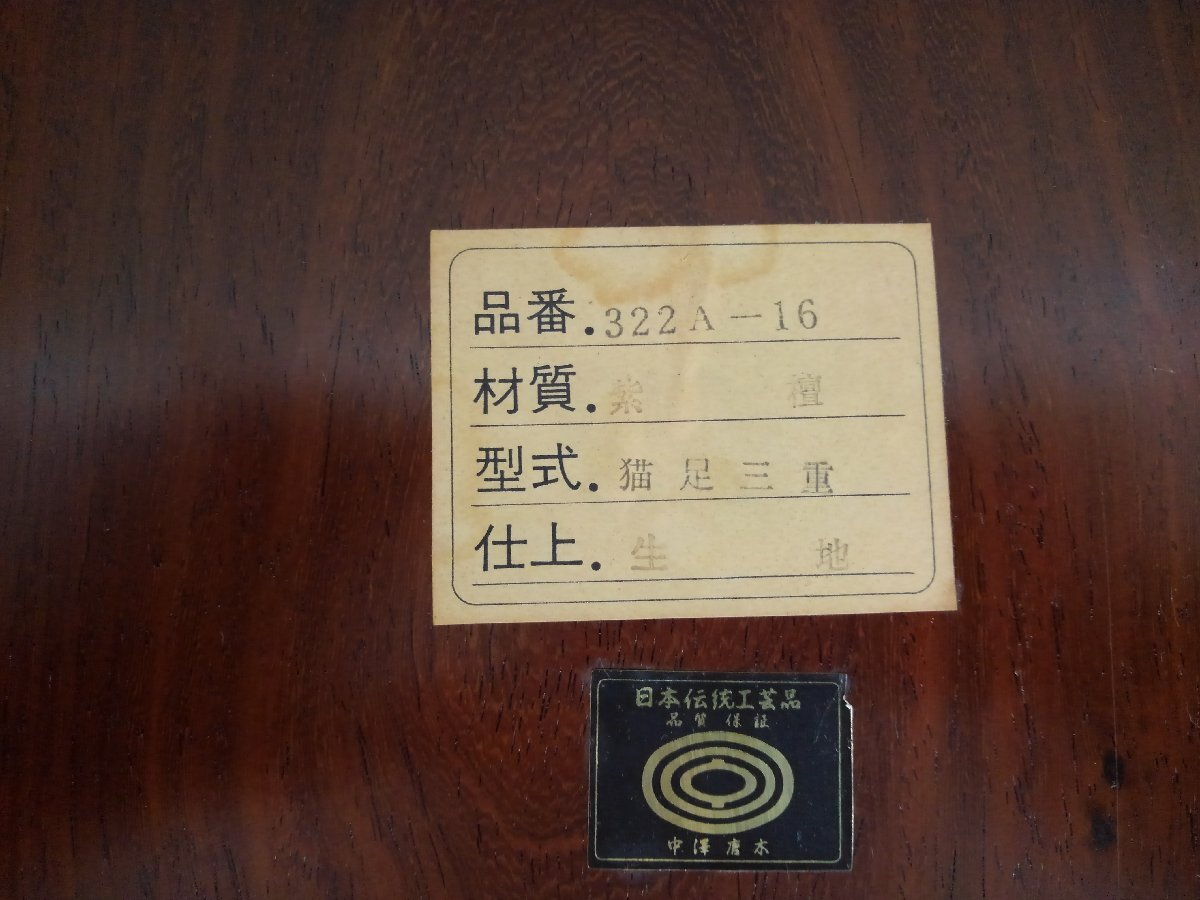 品番.322A-16
材質.紫 檀
型式.猫足三重
仕上.生 地
日本伝統工芸品
品質保証
中澤唐木